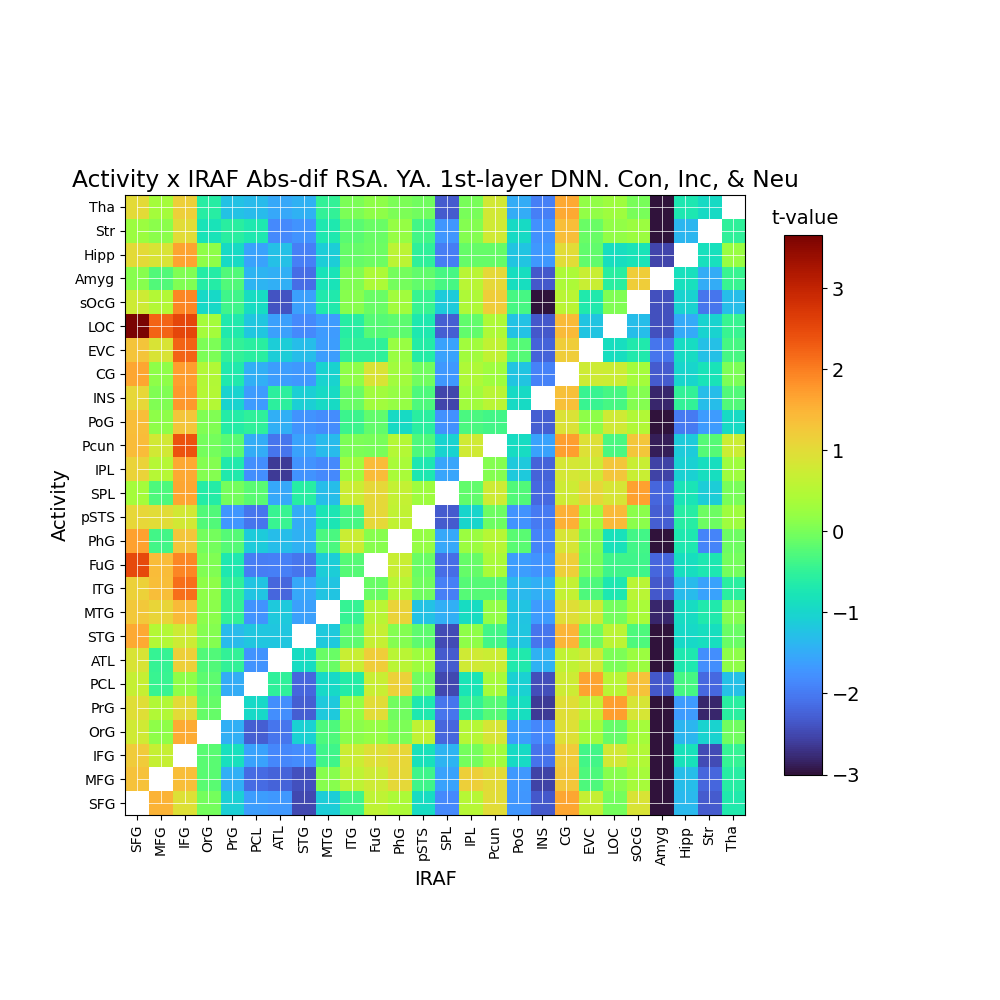 Activity x IRAF Abs-dif RSA. YA. 1st-layer DNN. Con, Inc, & Neu
t-value
Activity
Tha
Str
Hipp
Amyg
sOcG
LOC
EVC
CG
INS
PoG
Pcun
IPL
SPL
pSTS
PhG
FuG
ITG
MTG
STG
ATL
PCL
PrG
OrG
IFG
MFG
SFG
3
2
1
0
−1
−2
−3
SFG MFG IFG OrG PrG PCL ATL STG MTG ITG FuG PhG pSTS SPL IPL Pcun PoG INS CG EVC LOC sOcG Amyg Hipp Str Tha
IRAF